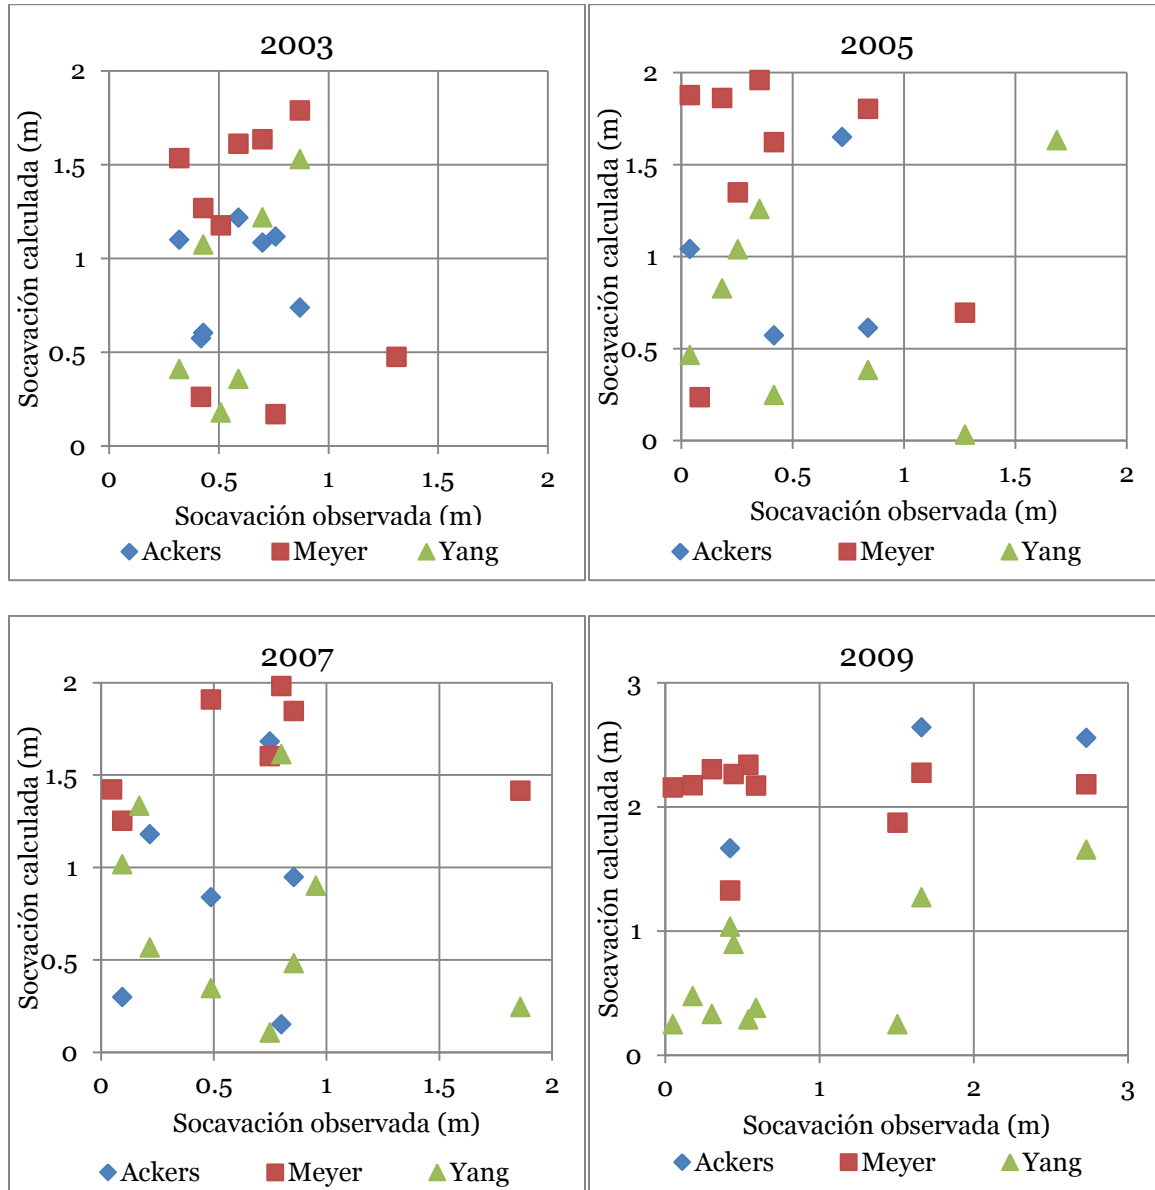 2003
Socavación calculada (m)
2
1.5
1
0.5
0
0 0.5 1 1.5 2
Socavación observada (m)
Ackers Meyer Yang
2005
Socavación calculada (m)
2
1.5
1
0.5
0
0 0.5 1 1.5 2
Socavación observada (m)
Ackers Meyer Yang
2007
Socvación calculada (m)
2
1.5
1
0.5
0
0 0.5 1 1.5 2
Socavación observada (m)
Ackers Meyer Yang
2009
Socavación calculada (m)
3
2
1
0
0 1 2 3
Socavación observada (m)
Ackers Meyer Yang